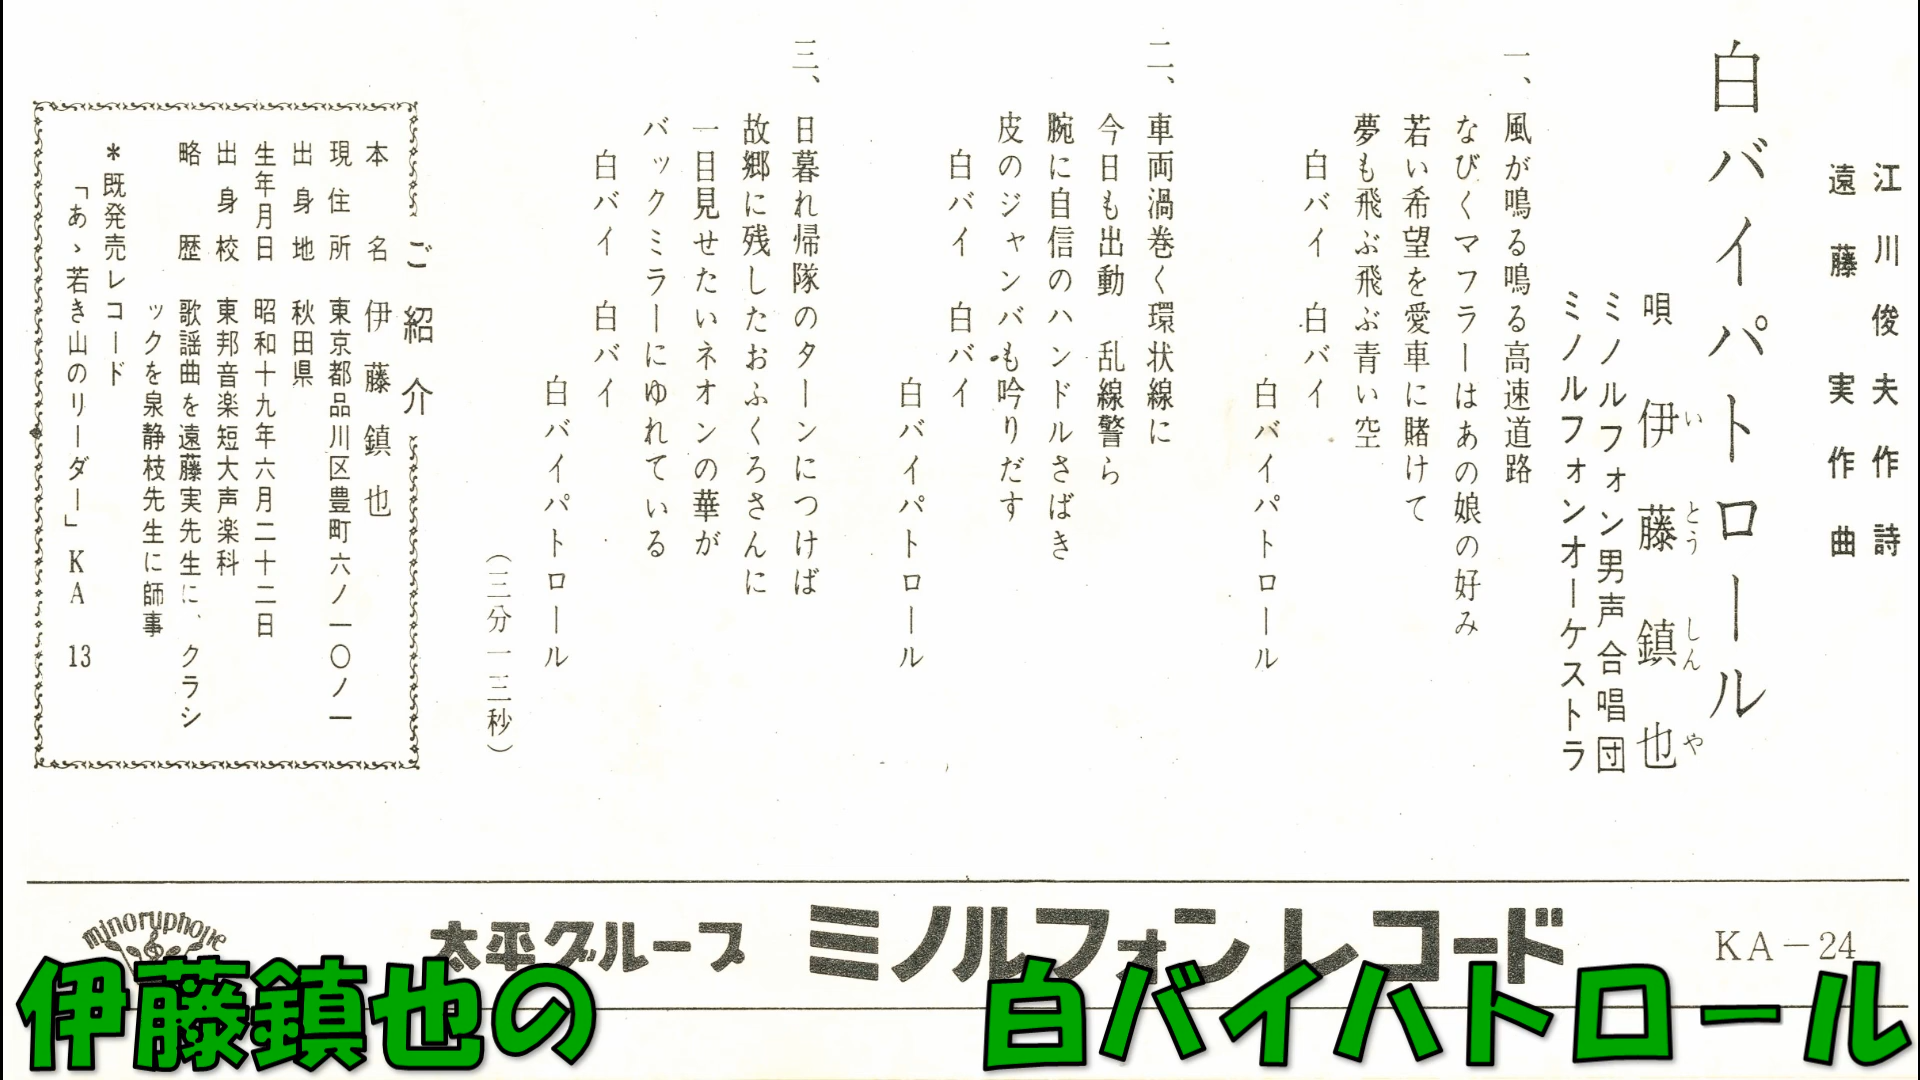 江川俊夫作詩
遠藤実作曲
白バイパトロール
唄 伊藤鎮也
いとうしんや
ミノルフォン男声合唱団
ミノルフォンオーケストラ
一、風が鳴る鳴る高速道路
なびくマフラーはあの娘の好み
若い希望を愛車に賭けて
夢も飛ぶ飛ぶ青い空
白バイ 白バイ
白バイパトロール
二、車両渦巻く環状線に
今日も出動 乱線警ら
腕に自信のハンドルさばき
皮のジャンバも吟りだす
白バイ 白バイ
白バイパトロール
三、日暮れ帰隊のターンにつけば
故郷に残したおふくろさんに
一目見せたいネオンの華が
バックミラーにゆれている
白バイ 白バイ
白バイパトロール
(三分一三秒)
ご紹介
本名 伊藤鎮也
現住所 東京都品川区豊町六ノ一〇ノ一
出身地 秋田県
生年月日 昭和十九年六月二十二日
出身校 東邦音楽短大声楽科
略歴 歌謡曲を遠藤実先生に、クラシ
ックを泉静枝先生に師事
*既発売レコード
「あゝ若き山のリーダー」KA 13
minoruphone
太平グループ ミノルフォンレコード KA-24
伊藤鎮也の 白バイハトロール